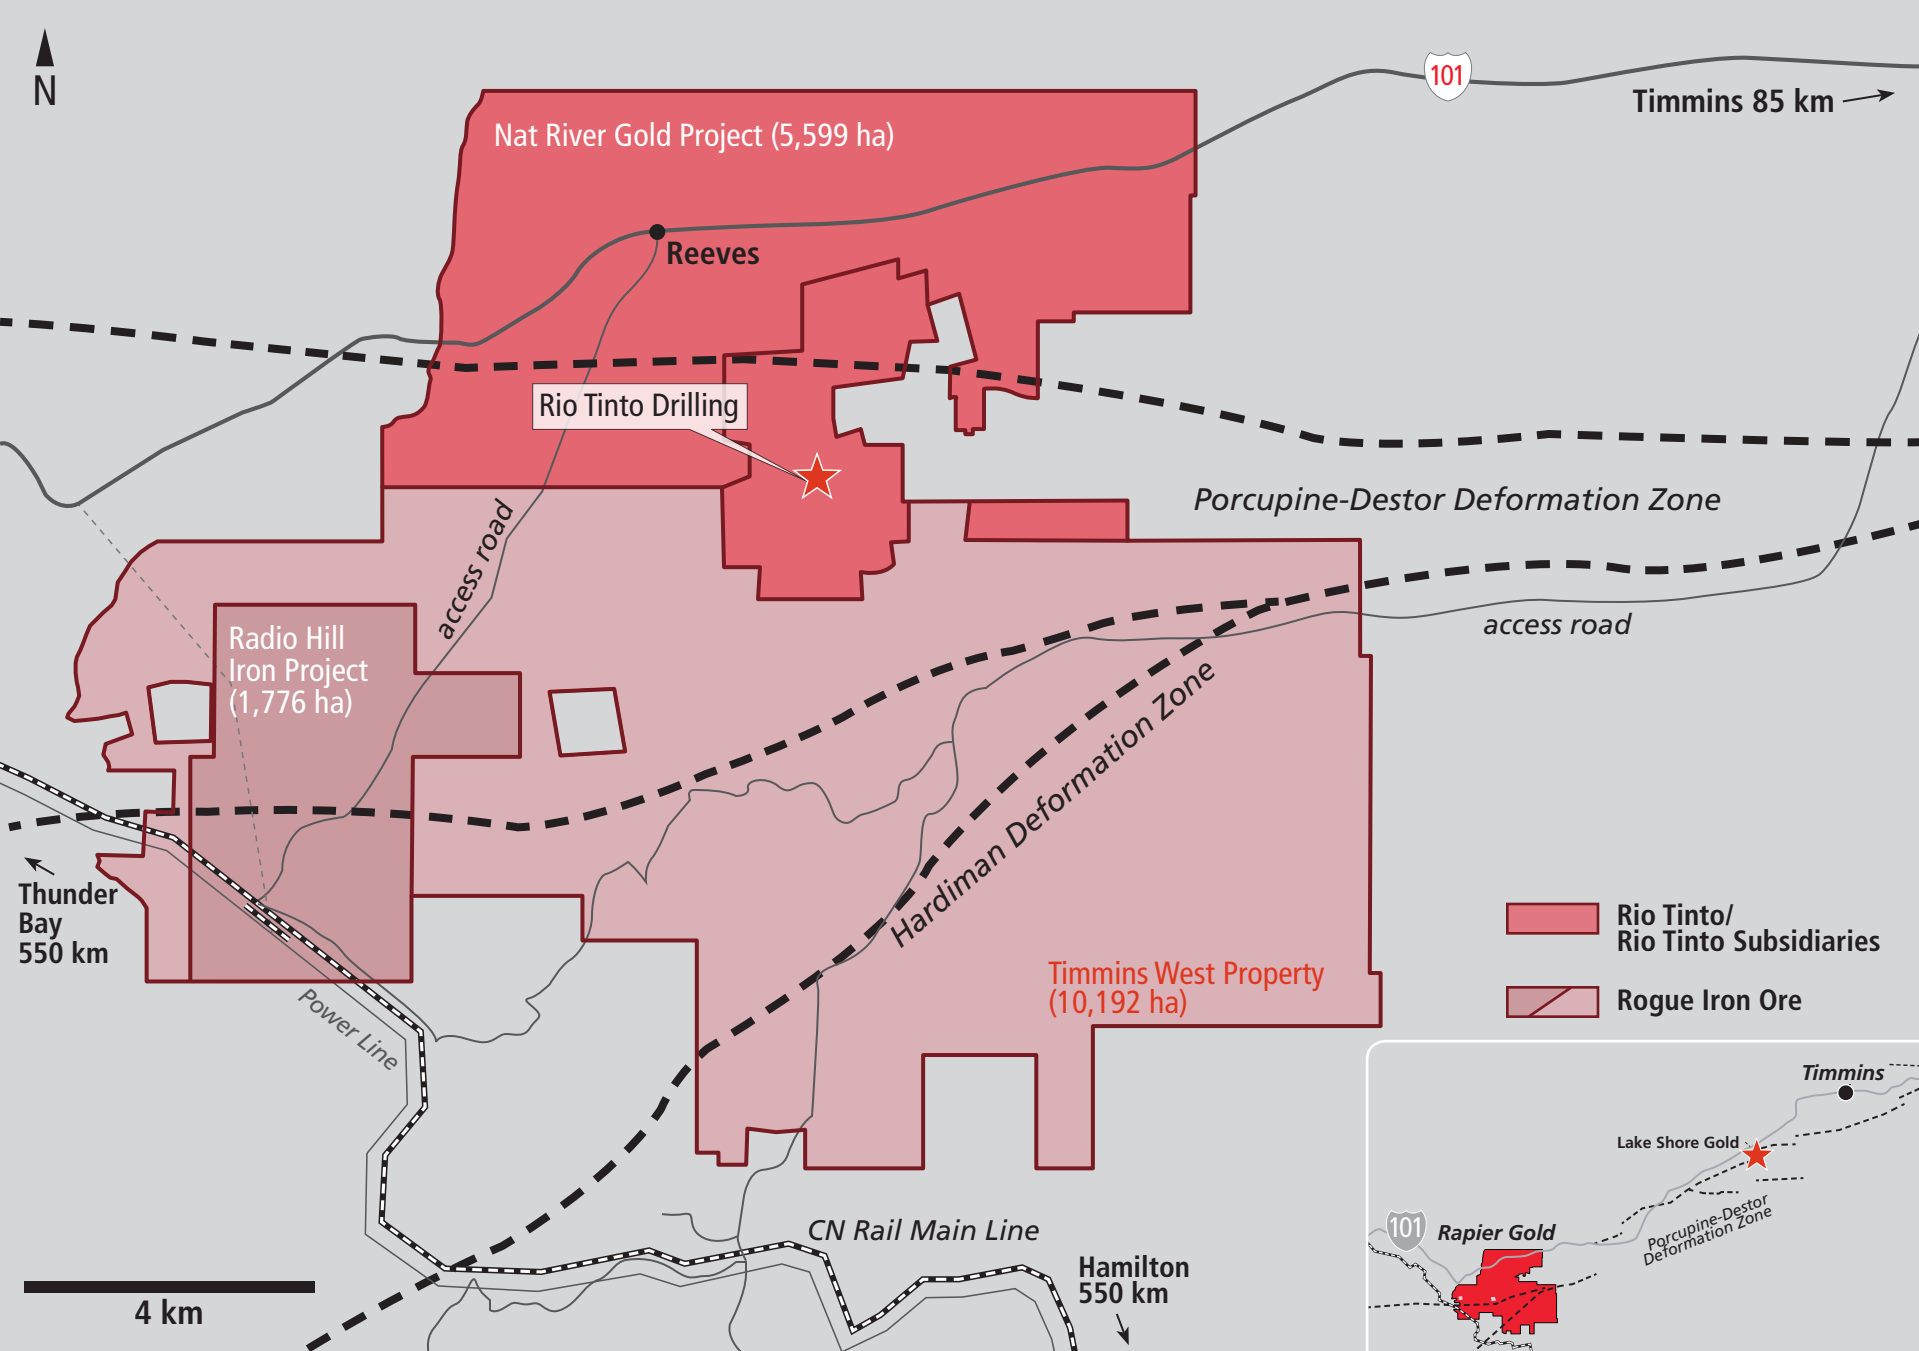 N
101
Timmins 85 km
Nat River Gold Project (5,599 ha)
Reeves
Rio Tinto Drilling
Porcupine-Destor Deformation Zone
access road
access road
Radio Hill
Iron Project
(1,776 ha)
Hardiman Deformation Zone
Thunder
Bay
550 km
Power Line
Timmins West Property
(10,192 ha)
Rio Tinto/
Rio Tinto Subsidiaries
Rogue Iron Ore
CN Rail Main Line
Hamilton
550 km
4 km
Timmins
Lake Shore Gold
Porcupine-Destor
Deformation Zone
101
Rapier Gold